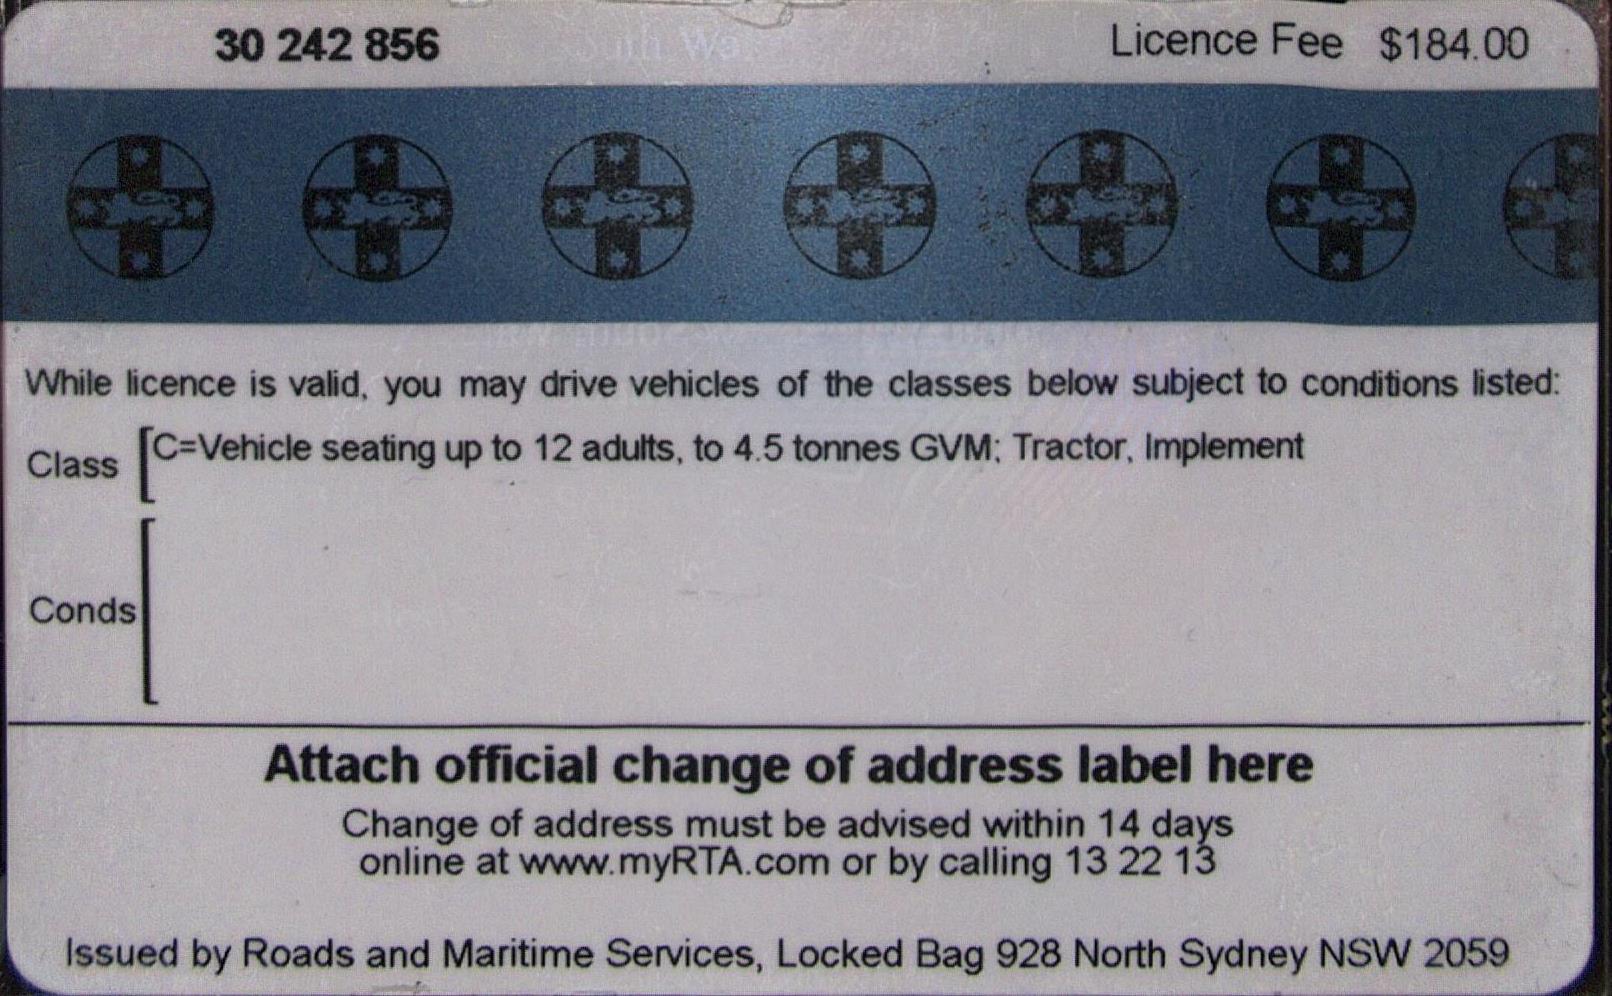 30 242 856 Licence Fee $184.00
While licence is valid, you may drive vehicles of the classes below subject to conditions listed:
Class C=Vehicle seating up to 12 adults, to 4.5 tonnes GVM; Tractor, Implement
Conds
Attach official change of address label here
Change of address must be advised within 14 days
online at www.myRTA.com or by calling 13 22 13
Issued by Roads and Maritime Services, Locked Bag 928 North Sydney NSW 2059